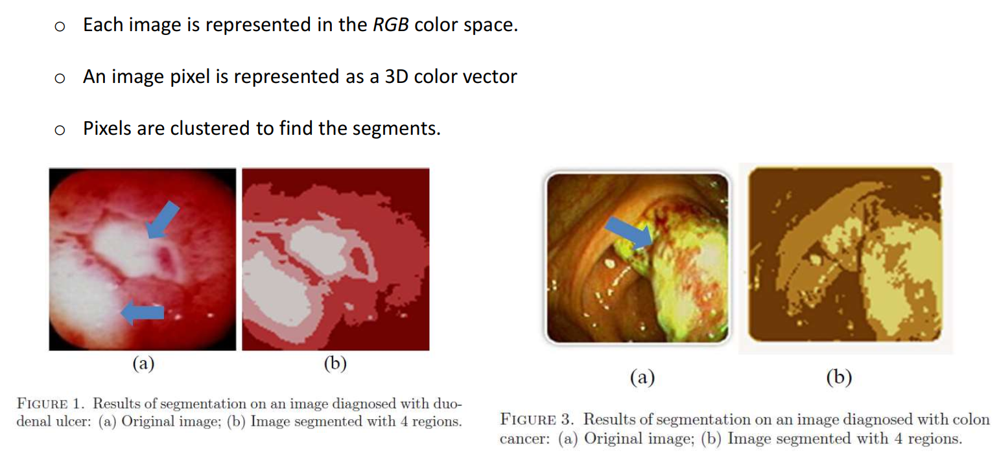 ○ Each image is represented in the RGB color space.
○ An image pixel is represented as a 3D color vector
○ Pixels are clustered to find the segments.
(a)
(b)
FIGURE 1. Results of segmentation on an image diagnosed with duo-
denal ulcer: (a) Original image; (b) Image segmented with 4 regions.
(a)
(b)
FIGURE 3. Results of segmentation on an image diagnosed with colon
cancer: (a) Original image; (b) Image segmented with 4 regions.